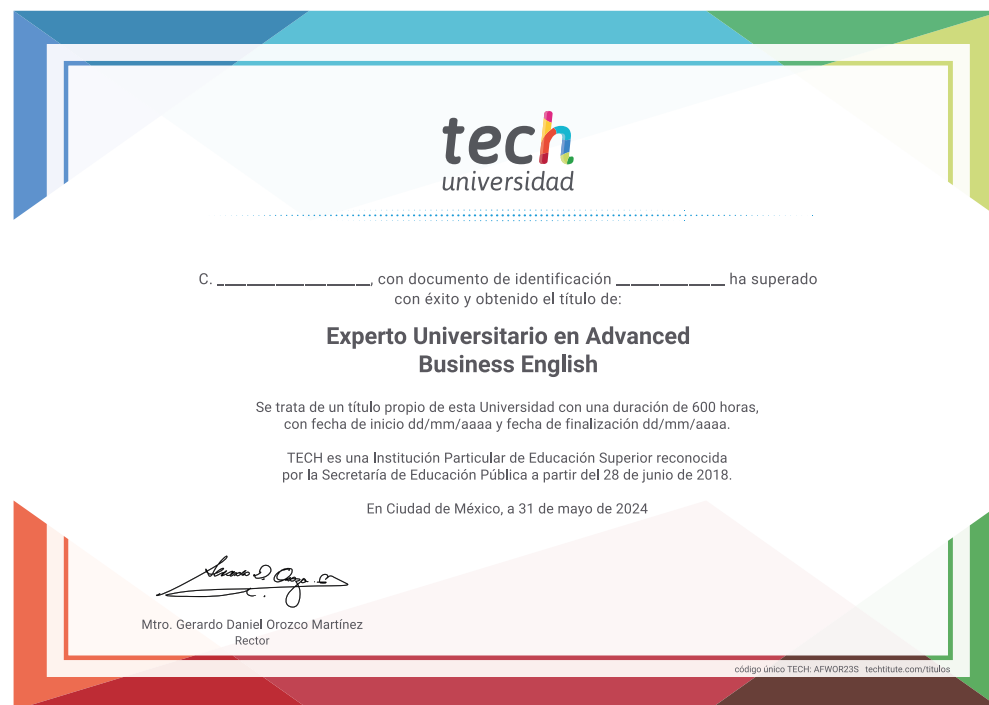 tech
universidad
C. ____________________, con documento de identificación ______________ ha superado
con éxito y obtenido el título de:
Experto Universitario en Advanced
Business English
Se trata de un título propio de esta Universidad con una duración de 600 horas,
con fecha de inicio dd/mm/aaaa y fecha de finalización dd/mm/aaaa.
TECH es una Institución Particular de Educación Superior reconocida
por la Secretaría de Educación Pública a partir del 28 de junio de 2018.
En Ciudad de México, a 31 de mayo de 2024
Mtro. Gerardo Daniel Orozco Martínez
Rector
código único TECH: AFWOR23S techtitute.com/titulos